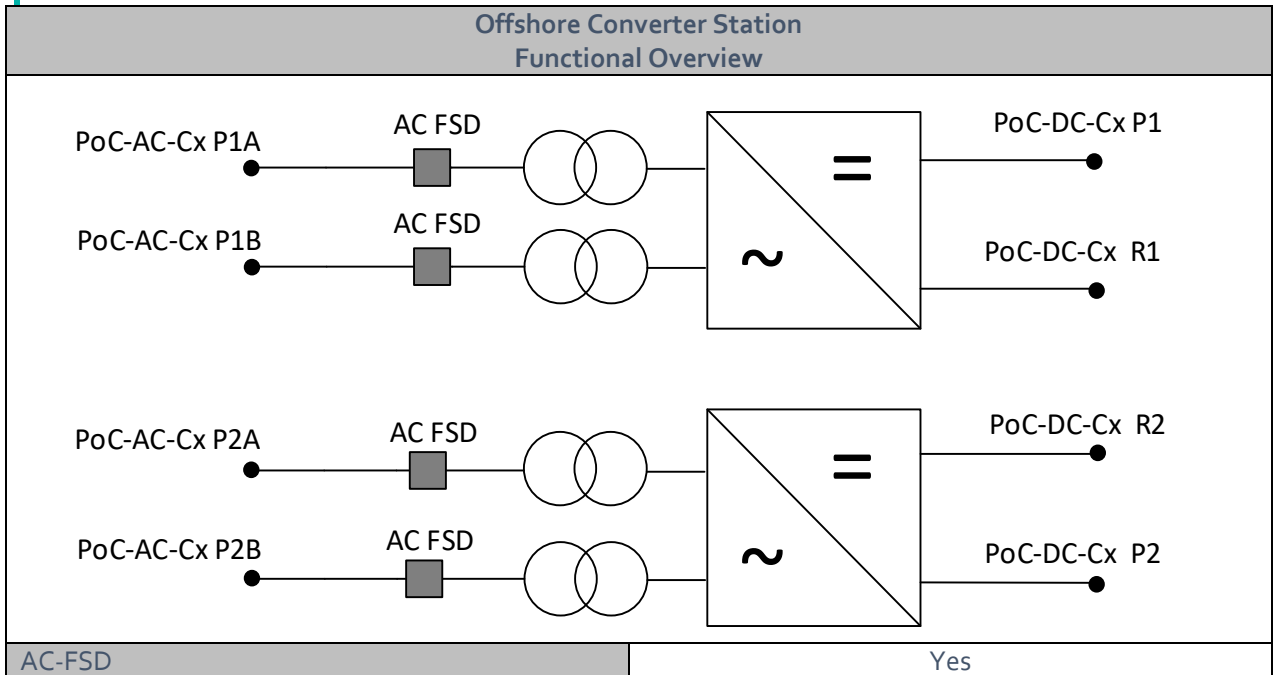 Offshore Converter Station
Functional Overview
PoC-AC-Cx P1A
AC FSD
PoC-DC-Cx P1
=
PoC-AC-Cx P1B
AC FSD
~
PoC-DC-Cx R1
PoC-AC-Cx P2A
AC FSD
PoC-DC-Cx R2
=
PoC-AC-Cx P2B
AC FSD
~
PoC-DC-Cx P2
AC-FSD
Yes